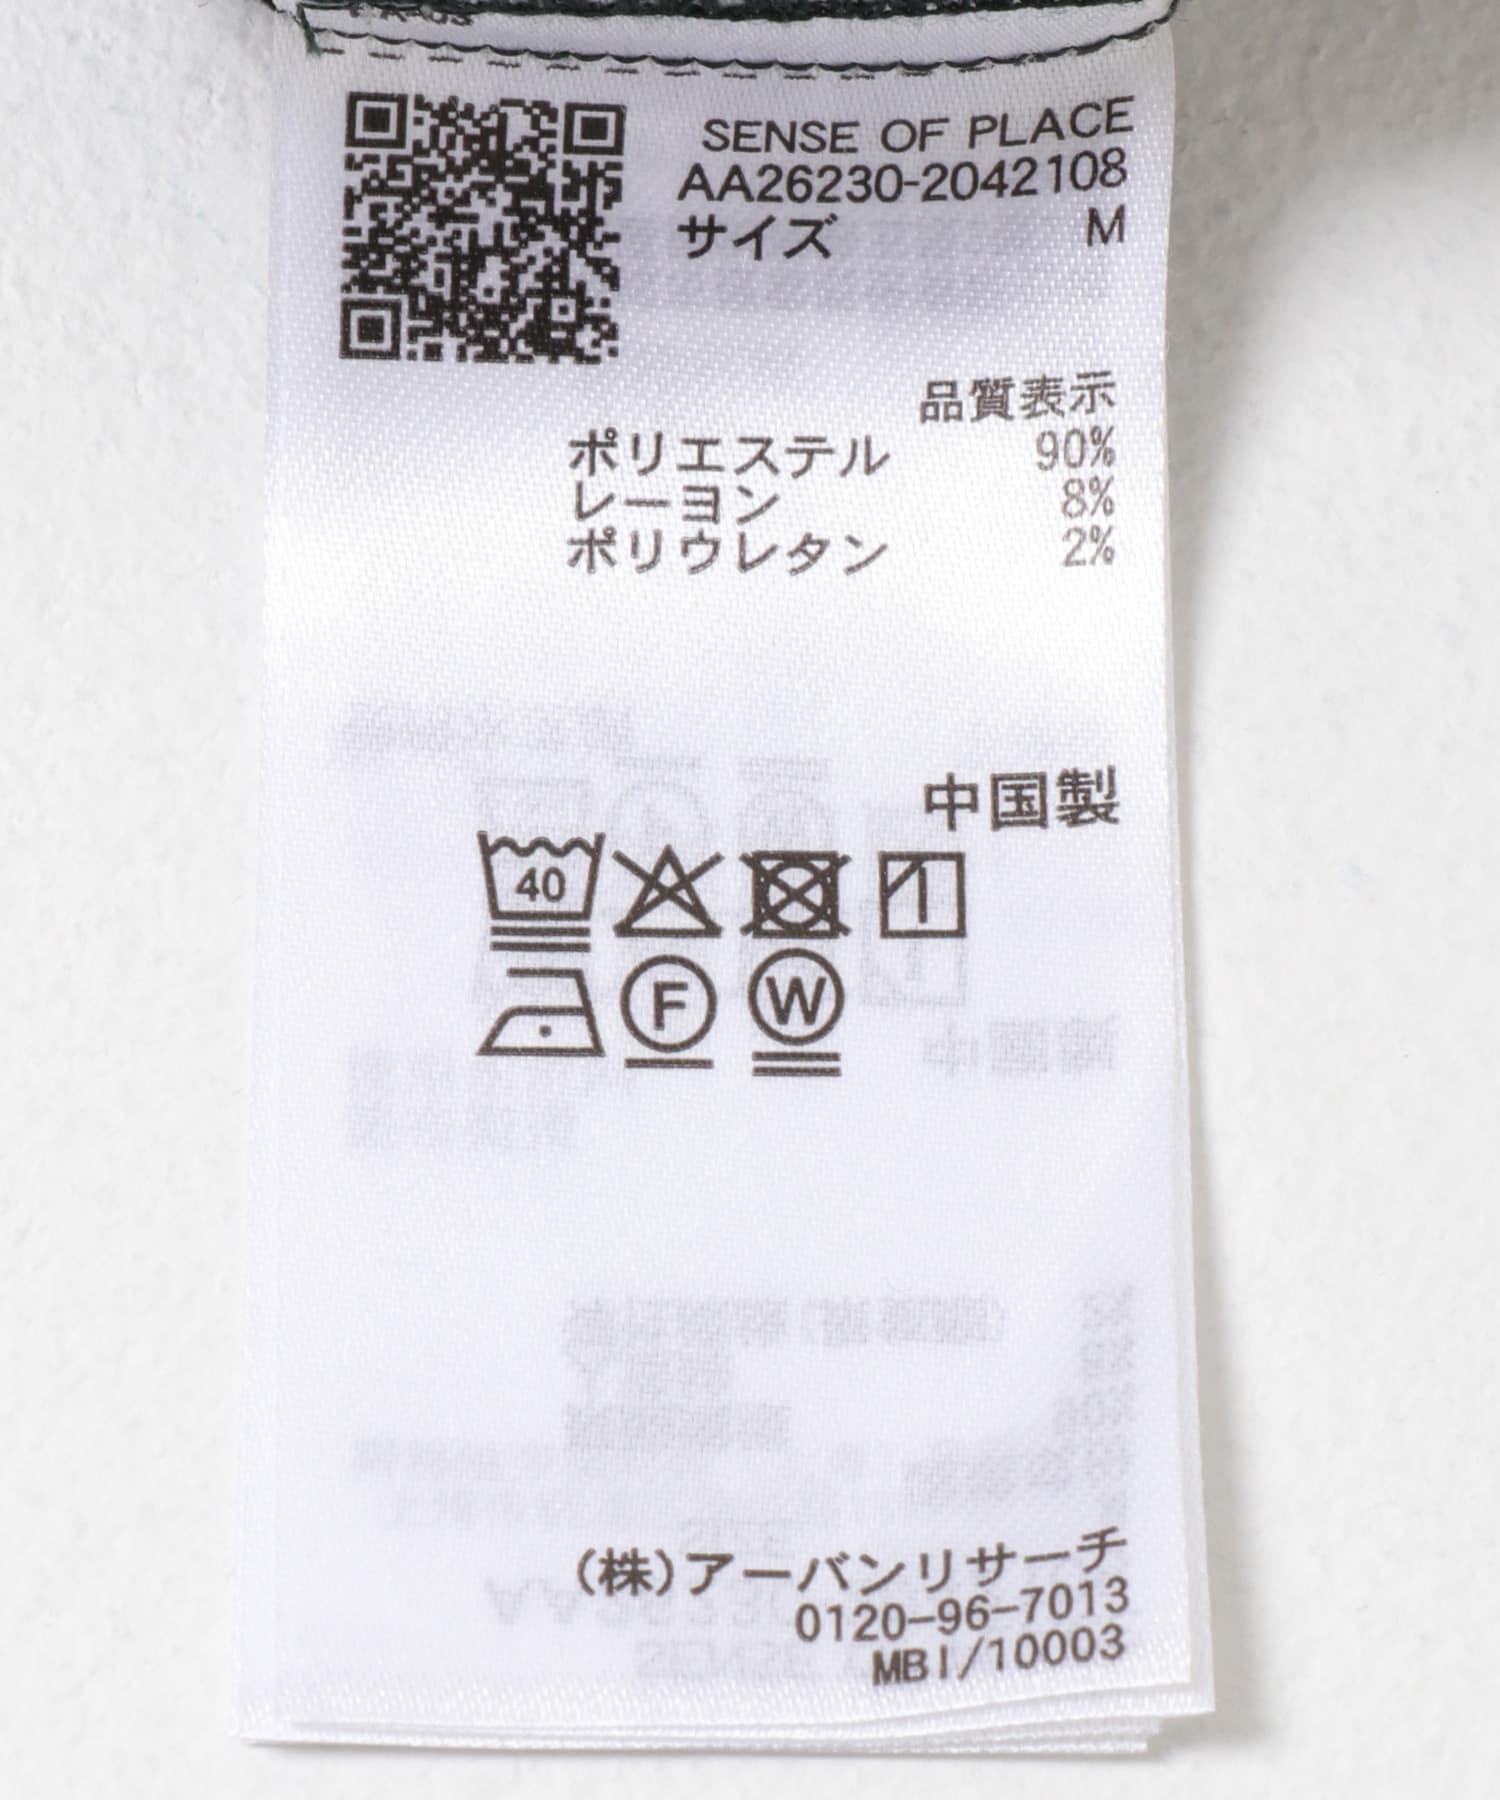 SENSE OF PLACE
AA26230-2042108
サイズ M
品質表示
ポリエステル 90%
レーヨン 8%
ポリウレタン 2%
中国製
40
F W
(株)アーバンリサーチ
0120-96-7013
MBI/10003